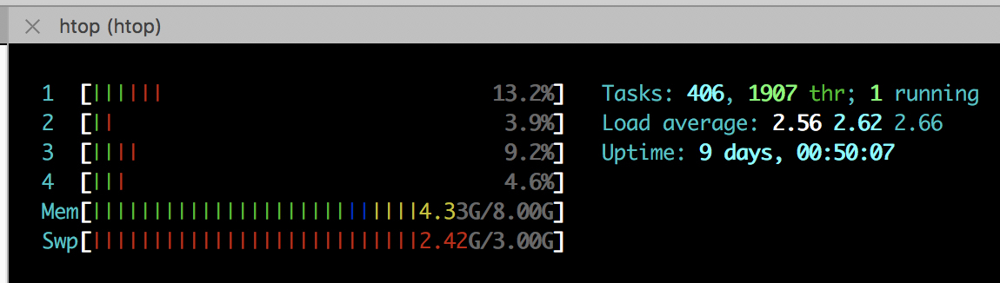 htop (htop)
1 [|||||| 13.2%] Tasks: 406, 1907 thr; 1 running
2 [|| 3.9%] Load average: 2.56 2.62 2.66
3 [|||| 9.2%] Uptime: 9 days, 00:50:07
4 [||| 4.6%]
Mem[|||||||||||||||||||||||||||4.33G/8.00G]
Swp[|||||||||||||||||||||||||||2.42G/3.00G]